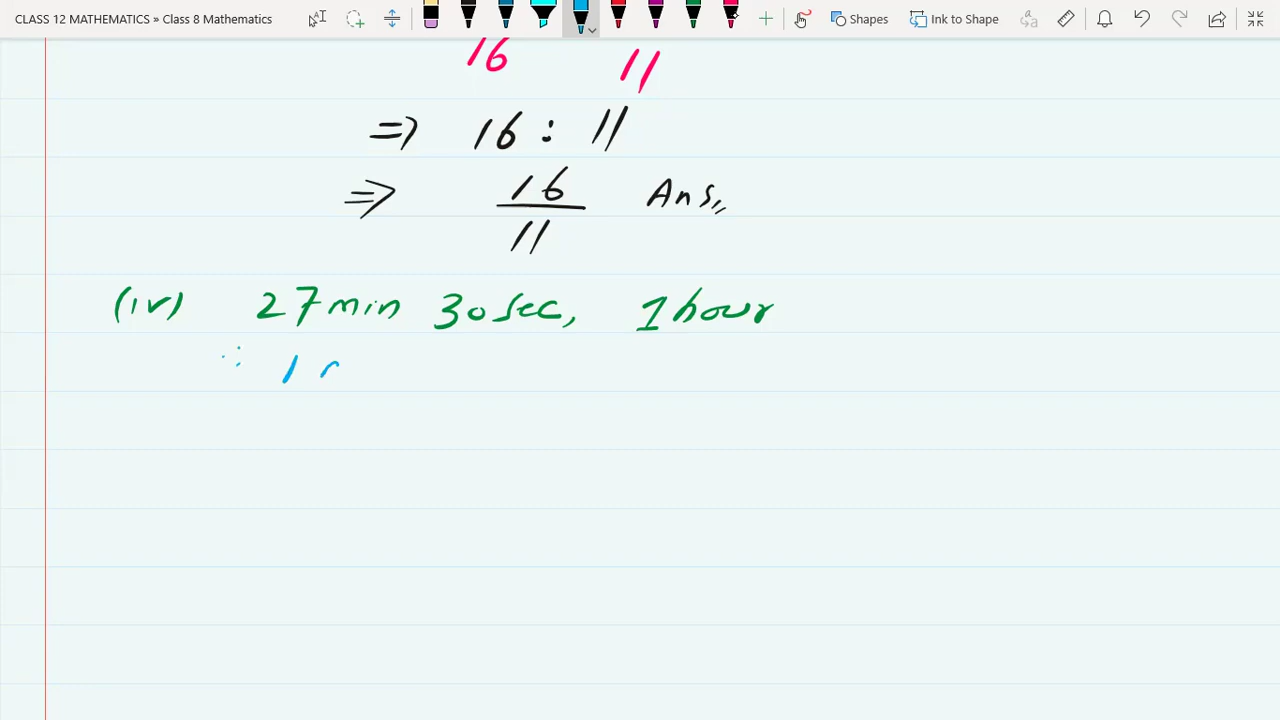 CLASS 12 MATHEMATICS » Class 8 Mathematics Shapes Ink to Shape
16 11
=> 16 : 11
=> 16/11 Ans,,
(iv) 27min 30sec, 1hour
∵ 1